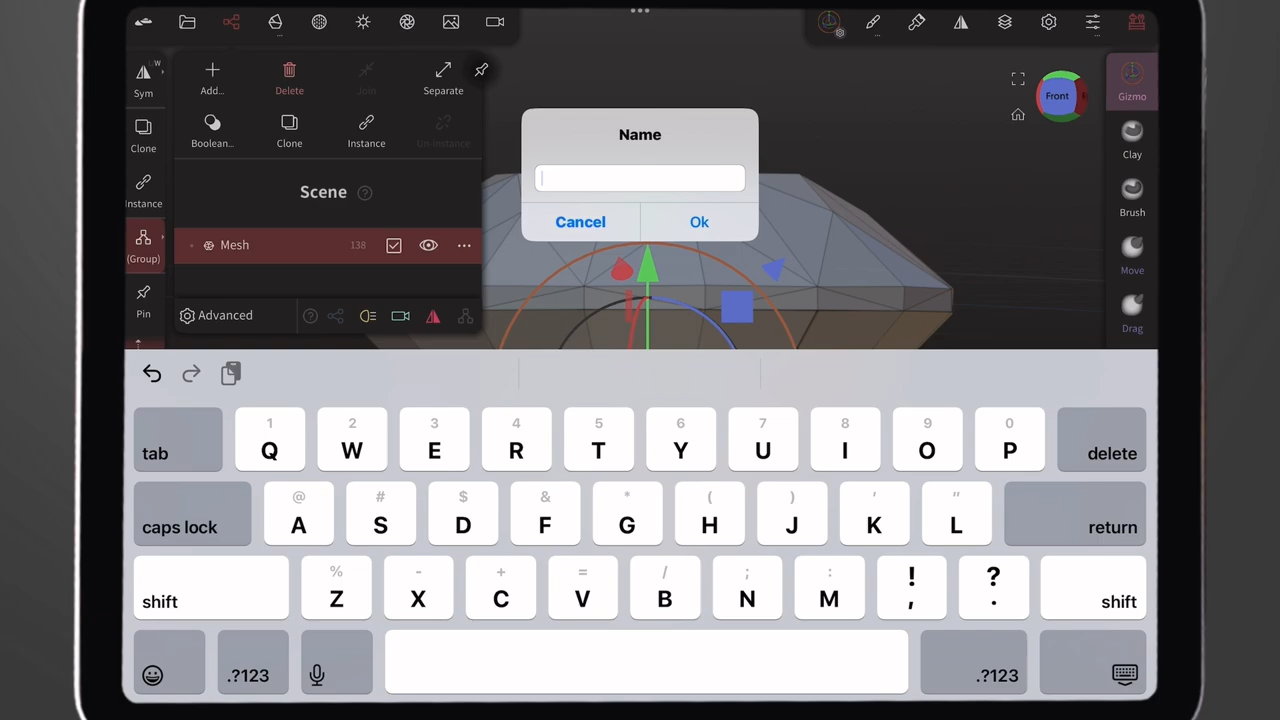 W
Sym
Clone
Instance
(Group)
Pin
Add...
Delete
Join
Separate
Boolean...
Clone
Instance
Un-instance
Scene ?
Mesh 138 ...
Advanced ?
Name
Cancel Ok
Front
Gizmo
Clay
Brush
Move
Drag
1 2 3 4 5 6 7 8 9 0
tab Q W E R T Y U I O P delete
@ # $ & * ( ) ' "
caps lock A S D F G H J K L return
% - + = / ; : ! ?
shift Z X C V B N M , . shift
.?123 .?123